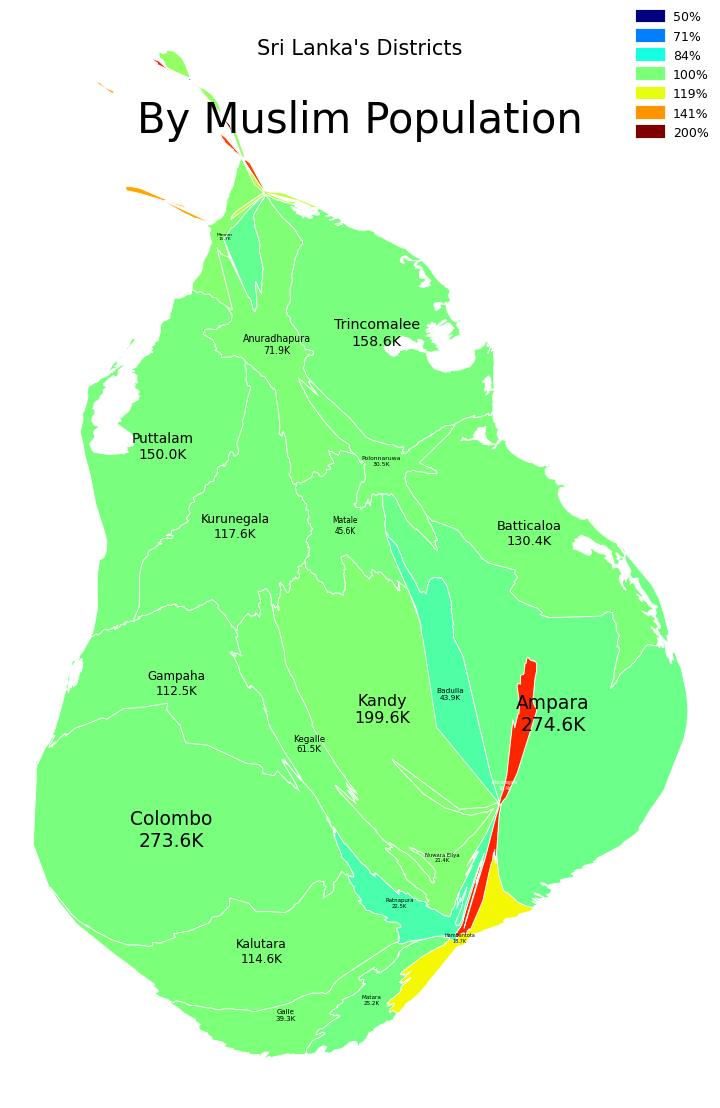 Sri Lanka's Districts
By Muslim Population
50%
71%
84%
100%
119%
141%
200%
Mannar
Trincomalee
158.6K
Anuradhapura
71.9K
Puttalam
150.0K
Polonnaruwa
30.5K
Kurunegala
117.6K
Matale
45.6K
Batticaloa
130.4K
Gampaha
112.5K
Badulla
43.9K
Kandy
199.6K
Ampara
274.6K
Kegalle
61.5K
Colombo
273.6K
Nuwara Eliya
21.4K
Ratnapura
22.5K
Hambantota
18.7K
Kalutara
114.6K
Matara
25.2K
Galle
39.3K